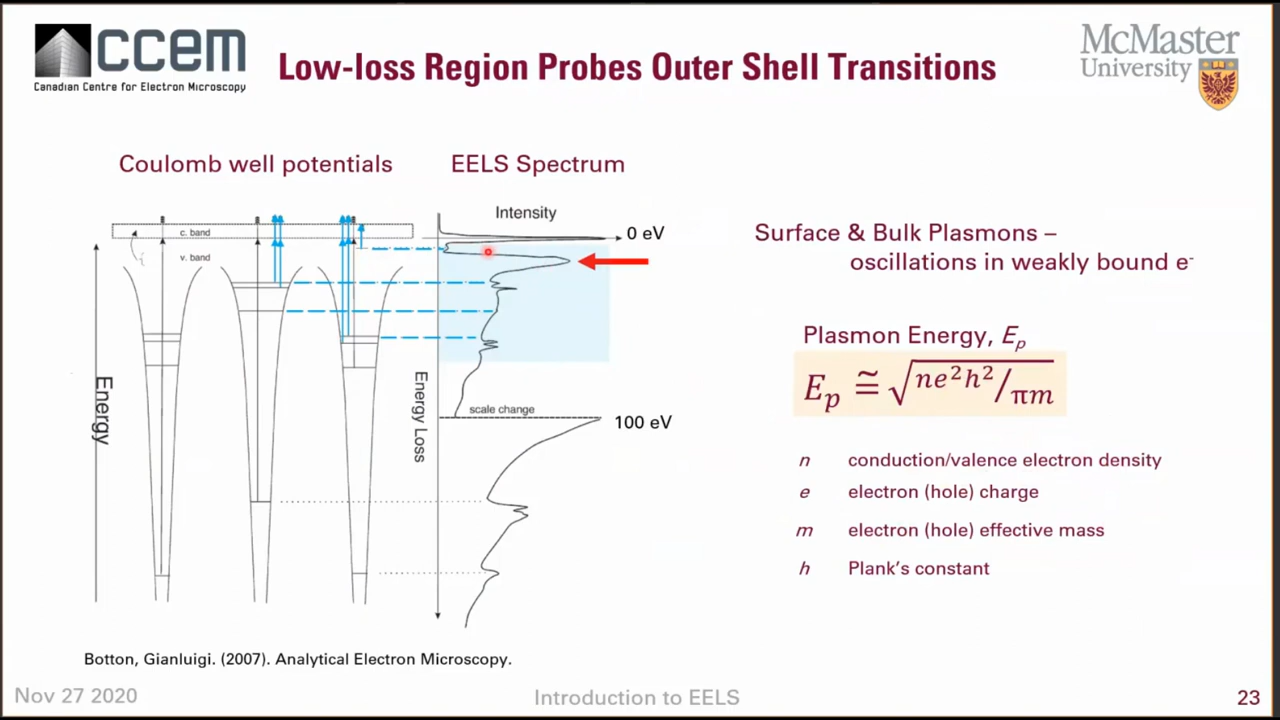 ccem
Canadian Centre for Electron Microscopy
Low-loss Region Probes Outer Shell Transitions
McMaster
University
Coulomb well potentials
EELS Spectrum
Intensity
0 eV
c. band
v. band
Energy
Energy Loss
scale change
100 eV
Surface & Bulk Plasmons –
oscillations in weakly bound e⁻
Plasmon Energy, Eₚ
Eₚ ≅ √ne²h²/πm
n conduction/valence electron density
e electron (hole) charge
m electron (hole) effective mass
h Plank's constant
Botton, Gianluigi. (2007). Analytical Electron Microscopy.
Nov 27 2020
Introduction to EELS
23